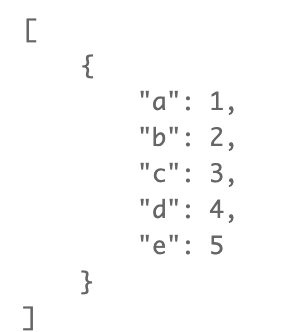 [
    {
        "a": 1,
        "b": 2,
        "c": 3,
        "d": 4,
        "e": 5
    }
]